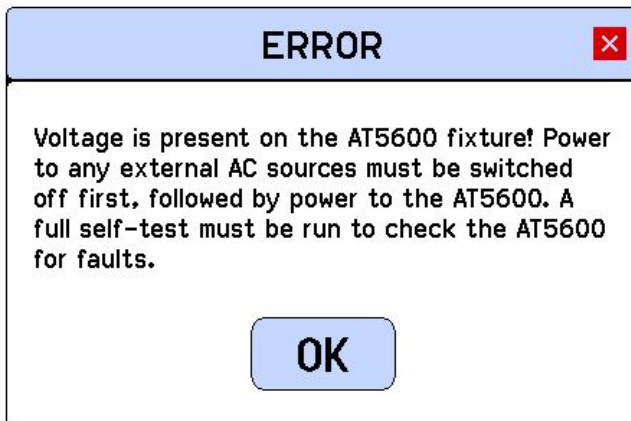 ERROR
Voltage is present on the AT5600 fixture! Power
to any external AC sources must be switched
off first, followed by power to the AT5600. A
full self-test must be run to check the AT5600
for faults.
OK